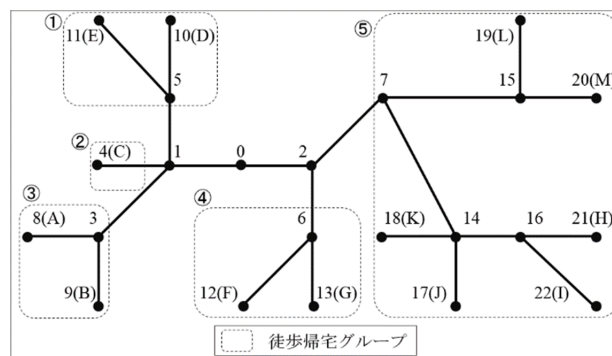 ① 11(E) 10(D) ⑤ 19(L)
5 7 15 20(M)
② 4(C) 1 0 2
③ 8(A) 3 ④ 6 18(K) 14 16 21(H)
9(B) 12(F) 13(G) 17(J) 22(I)
徒歩帰宅グループ